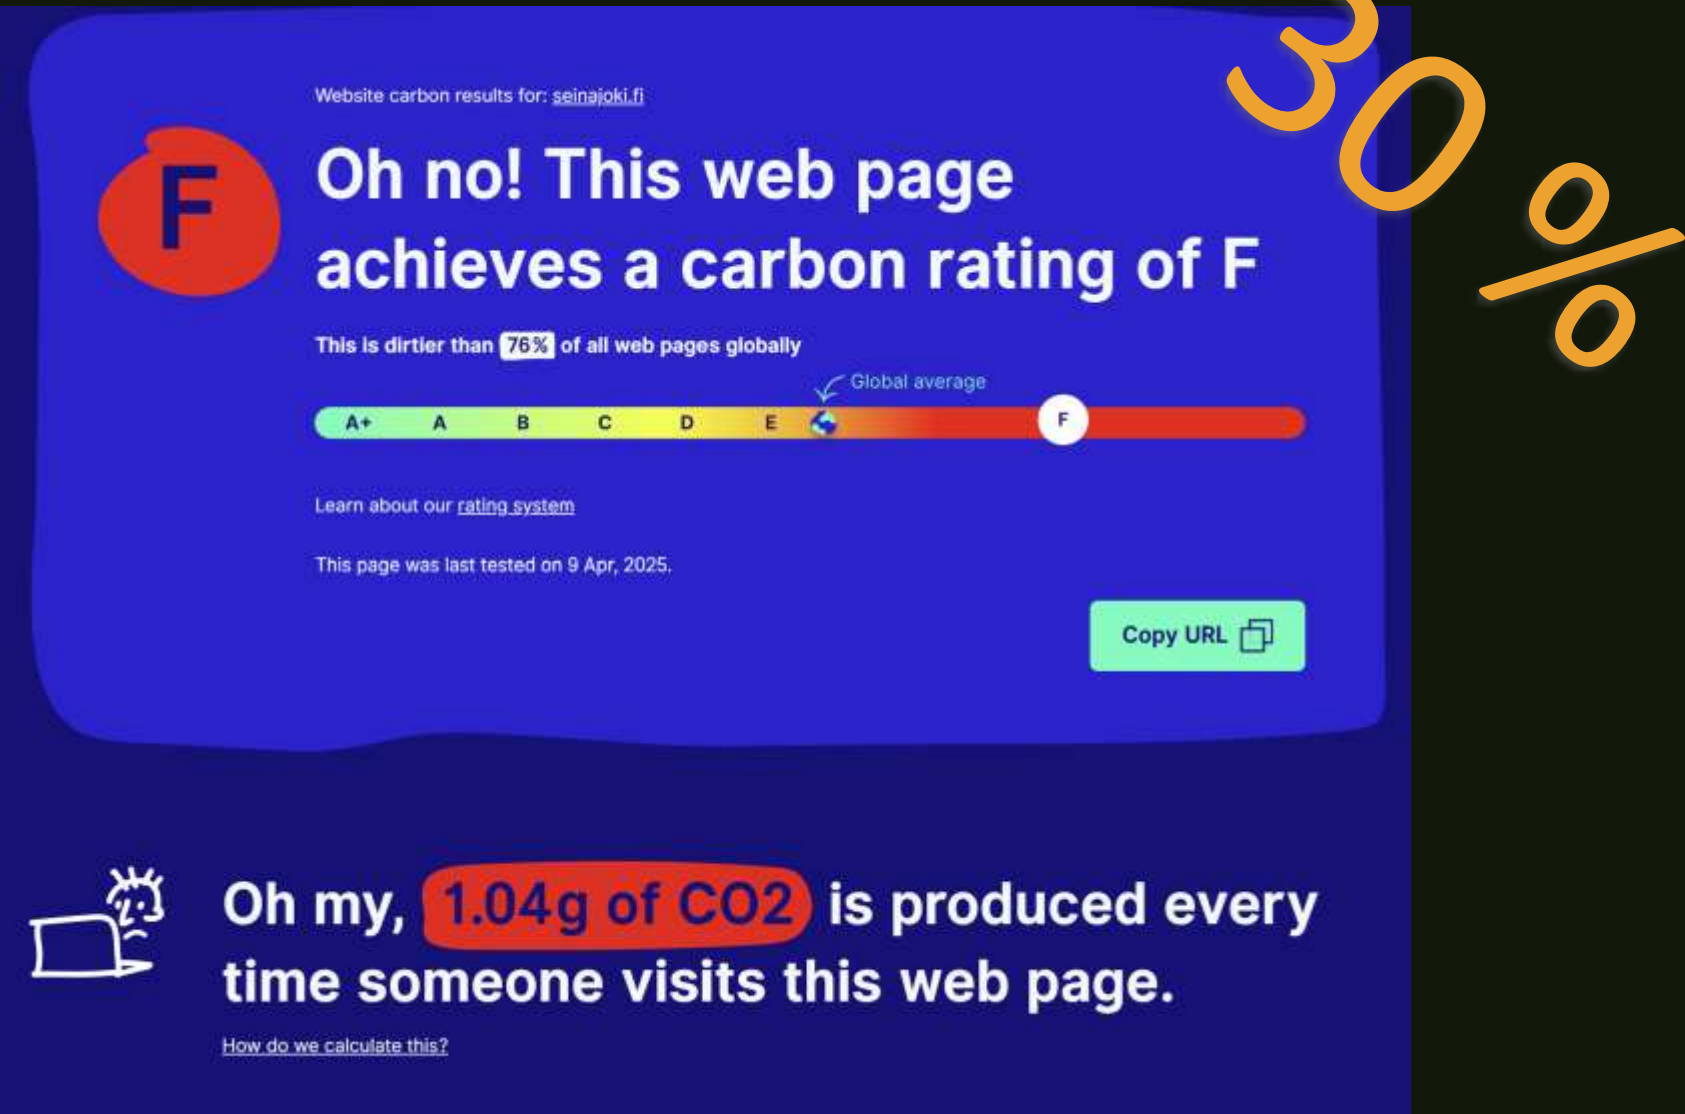 30 %
Website carbon results for: seinajoki.fi
F
Oh no! This web page
achieves a carbon rating of F
This is dirtier than 76% of all web pages globally
Global average
A+ A B C D E F
Learn about our rating system
This page was last tested on 9 Apr, 2025.
Copy URL
Oh my, 1.04g of CO2 is produced every
time someone visits this web page.
How do we calculate this?